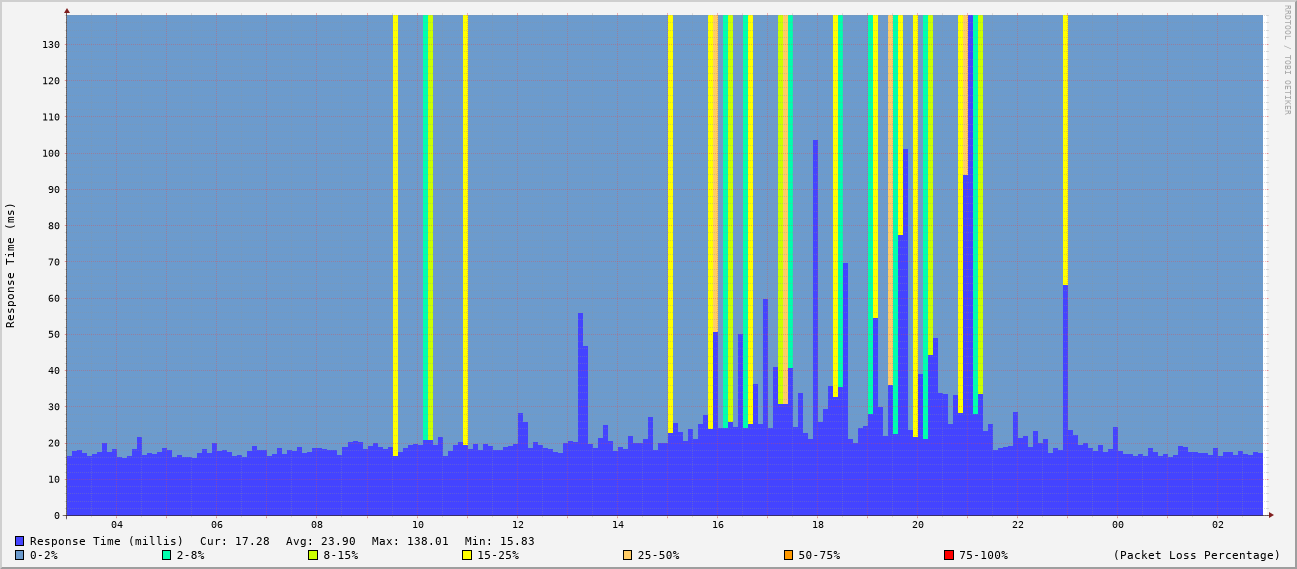 RRDTOOL / TOBI OETIKER
Response Time (ms)
130
120
110
100
90
80
70
60
50
40
30
20
10
0
04 06 08 10 12 14 16 18 20 22 00 02
Response Time (millis) Cur: 17.28 Avg: 23.90 Max: 138.01 Min: 15.83
0-2% 2-8% 8-15% 15-25% 25-50% 50-75% 75-100% (Packet Loss Percentage)